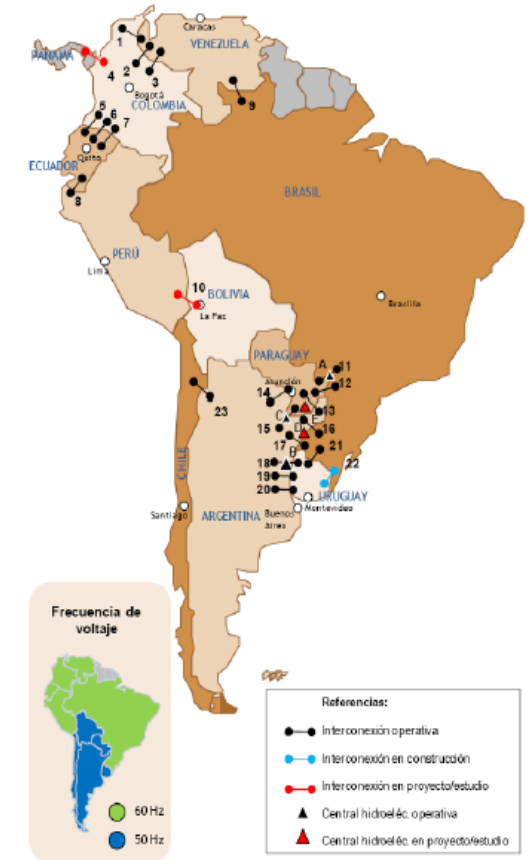 Caracas
VENEZUELA
1
PANAMÁ
2
3
4
Bogotá
COLOMBIA
9
5
6
7
Quito
ECUADOR
8
BRASIL
PERÚ
Lima
10
BOLIVIA
La Paz
Brasilia
PARAGUAY
A
11
12
Asunción
14
23
13
C
E
15
D
16
17
21
B
18
22
19
20
URUGUAY
Montevideo
CHILE
Santiago
ARGENTINA
Buenos
Aires
Frecuencia de
voltaje
60 Hz
50 Hz
Referencias:
Interconexión operativa
Interconexión en construcción
Interconexión en proyecto/estudio
Central hidroeléc. operativa
Central hidroeléc. en proyecto/estudio